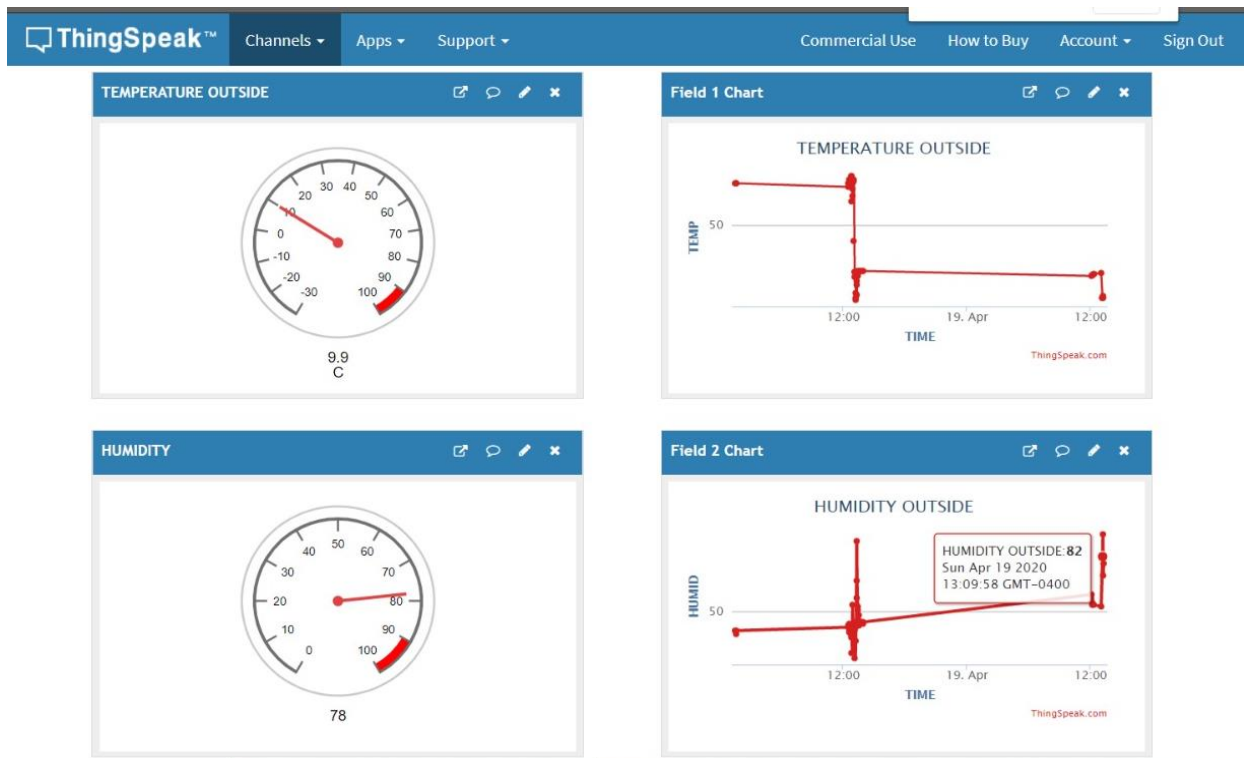 ThingSpeak™ Channels Apps Support Commercial Use How to Buy Account Sign Out
TEMPERATURE OUTSIDE
-30
-20
-10
0
10
20
30
40
50
60
70
80
90
100
9.9
C
Field 1 Chart
TEMPERATURE OUTSIDE
TEMP
50
12:00 19. Apr 12:00
TIME
ThingSpeak.com
HUMIDITY
0
10
20
30
40
50
60
70
80
90
100
78
Field 2 Chart
HUMIDITY OUTSIDE
HUMIDITY OUTSIDE:82
Sun Apr 19 2020
13:09:58 GMT-0400
HUMID
50
12:00 19. Apr 12:00
TIME
ThingSpeak.com